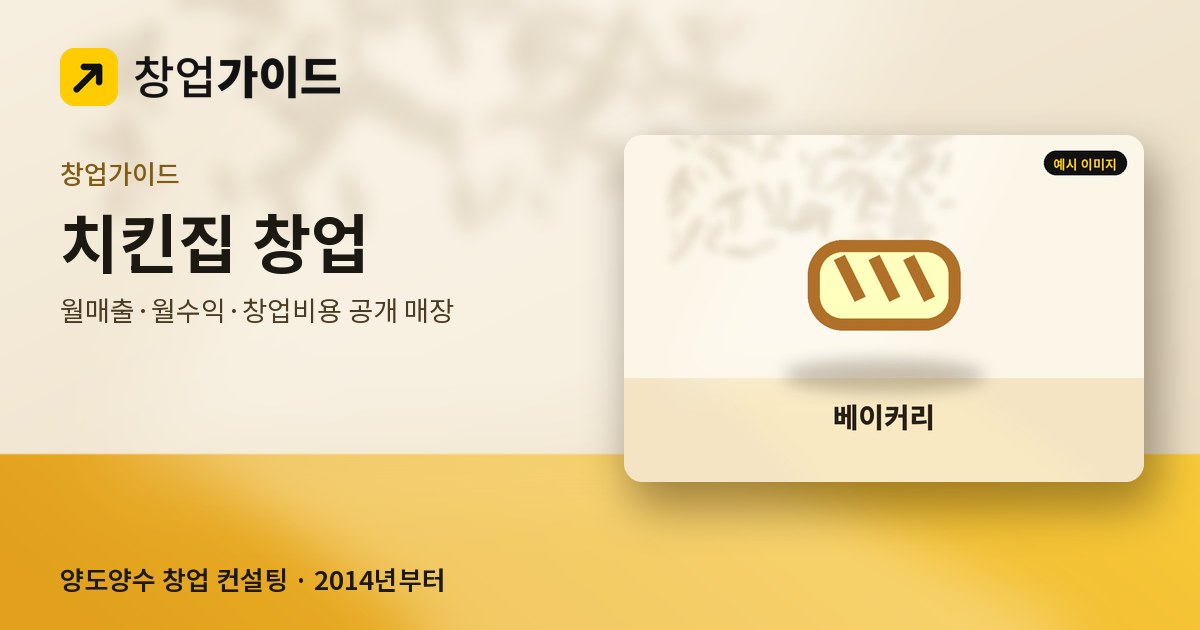 창업가이드
창업가이드
치킨집 창업
월매출·월수익·창업비용 공개 매장
예시 이미지
베이커리
양도양수 창업 컨설팅 · 2014년부터